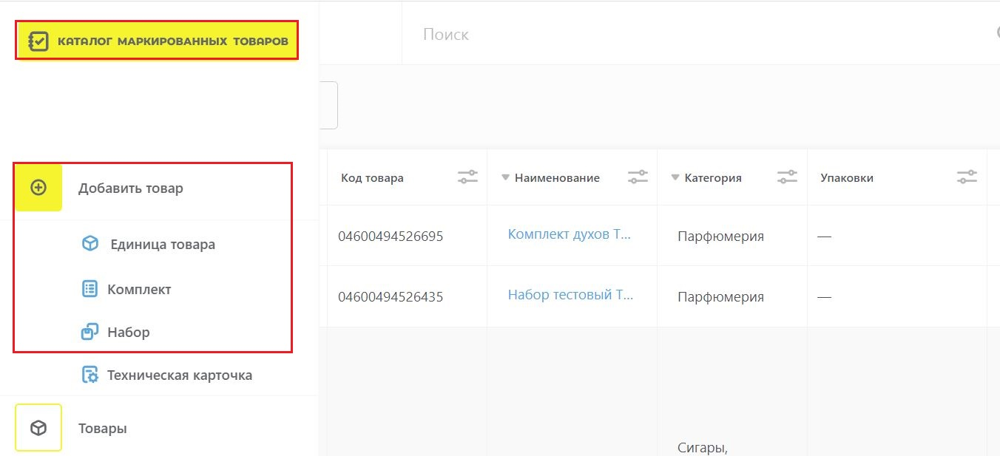 КАТАЛОГ МАРКИРОВАННЫХ ТОВАРОВ
Поиск
Добавить товар
Единица товара
Комплект
Набор
Техническая карточка
Товары
Код товара Наименование Категория Упаковки
04600494526695 Комплект духов Т... Парфюмерия —
04600494526435 Набор тестовый Т... Парфюмерия —
Сигары,